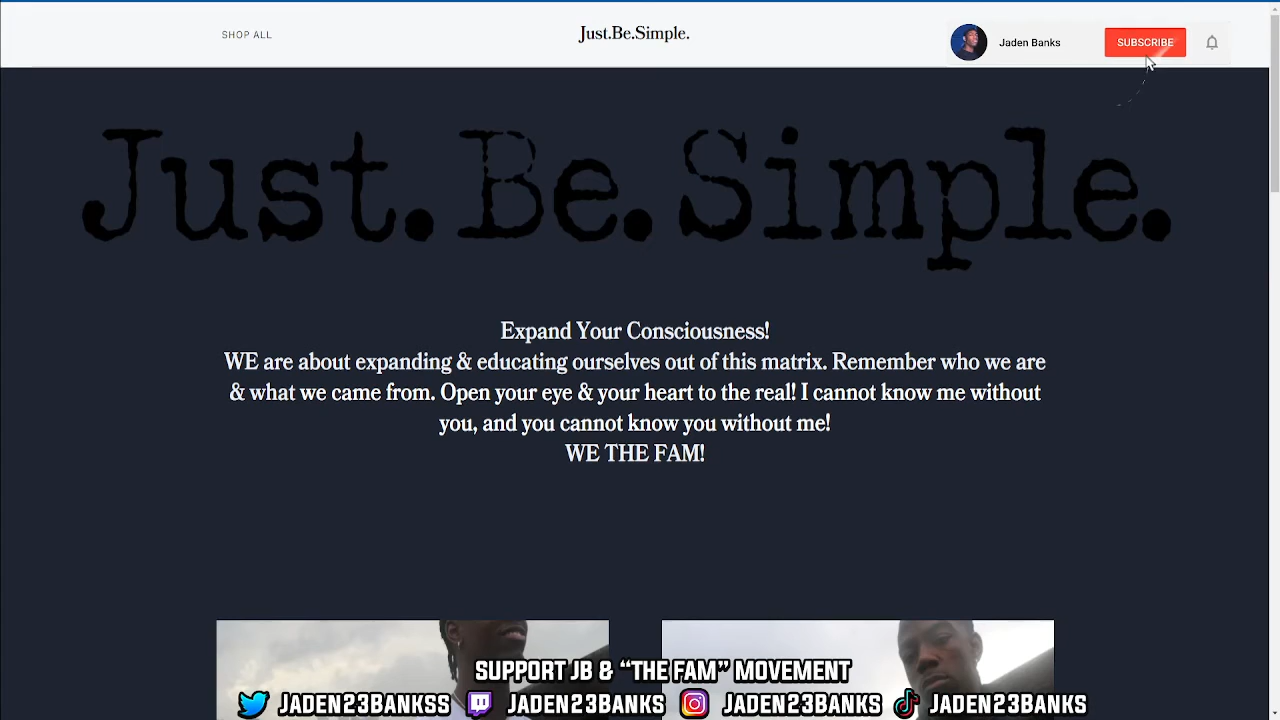 SHOP ALL
Just.Be.Simple.
Jaden Banks
SUBSCRIBE
Just.Be.Simple.
Expand Your Consciousness!
WE are about expanding & educating ourselves out of this matrix. Remember who we are
& what we came from. Open your eye & your heart to the real! I cannot know me without
you, and you cannot know you without me!
WE THE FAM!
SUPPORT JB & “THE FAM” MOVEMENT
JADEN23BANKSS JADEN23BANKS JADEN23BANKS JADEN23BANKS